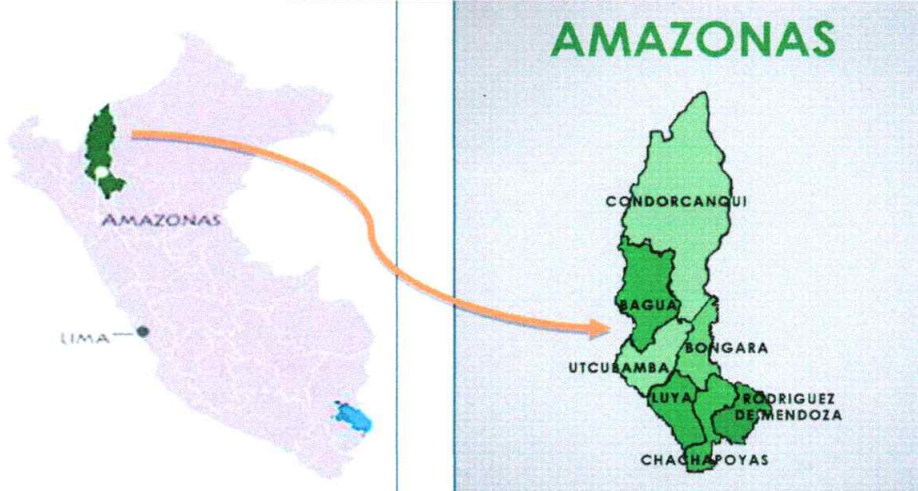 AMAZONAS
LIMA
AMAZONAS
CONDORCANQUI
BAGUA
BONGARA
UTCUBAMBA
LUYA
RODRIGUEZ
DE MENDOZA
CHACHAPOYAS